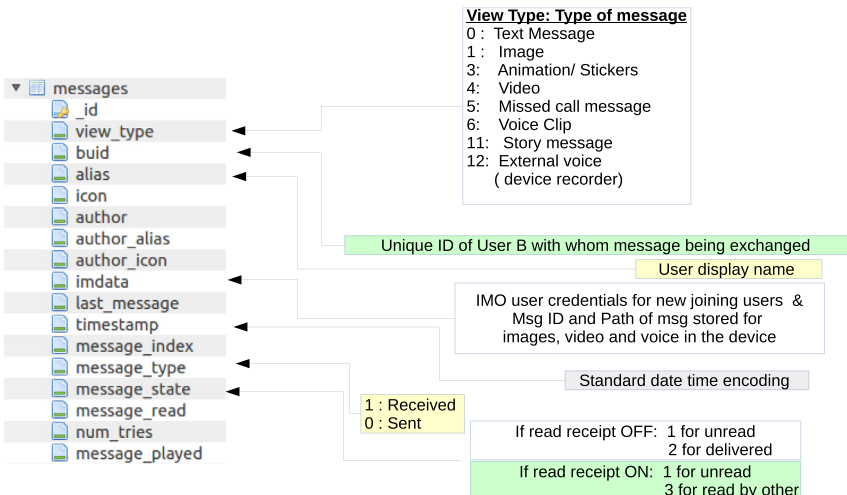 messages
_id
view_type
buid
alias
icon
author
author_alias
author_icon
imdata
last_message
timestamp
message_index
message_type
message_state
message_read
num_tries
message_played
View Type: Type of message
0 : Text Message
1 : Image
3: Animation/ Stickers
4: Video
5: Missed call message
6: Voice Clip
11: Story message
12: External voice
( device recorder)
Unique ID of User B with whom message being exchanged
User display name
IMO user credentials for new joining users &
Msg ID and Path of msg stored for
images, video and voice in the device
Standard date time encoding
1 : Received
0 : Sent
If read receipt OFF: 1 for unread
2 for delivered
If read receipt ON: 1 for unread
3 for read by other